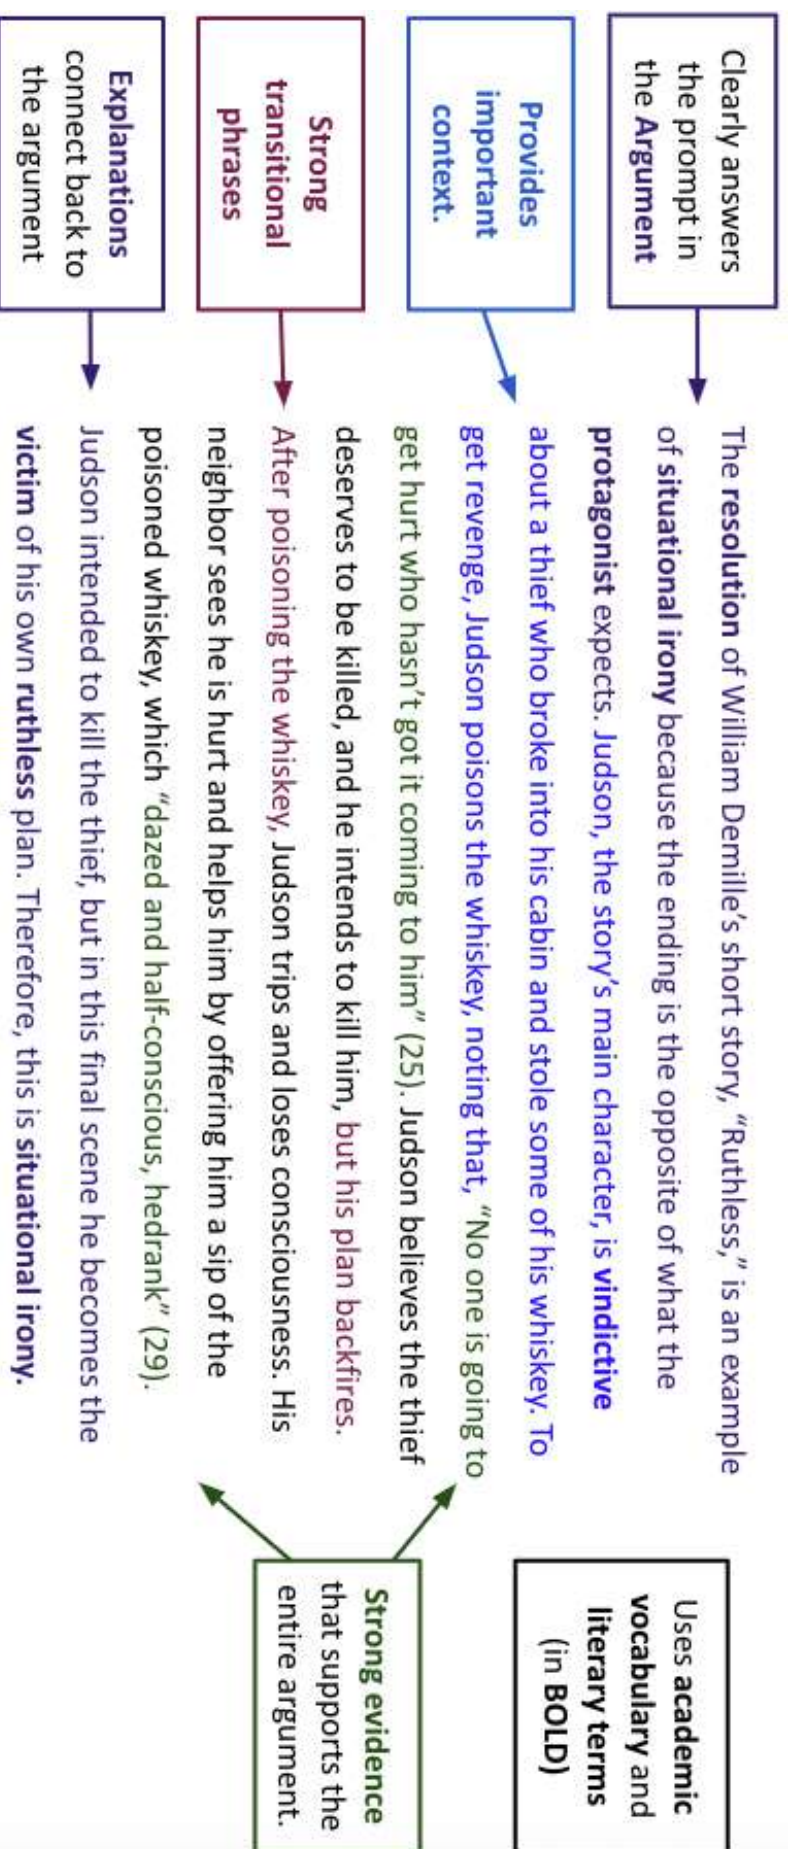 Clearly answers
the prompt in
the Argument
Provides
important
context.
Strong
transitional
phrases
Explanations
connect back to
the argument
The resolution of William Demille’s short story, “Ruthless,” is an example
of situational irony because the ending is the opposite of what the
protagonist expects. Judson, the story’s main character, is vindictive
about a thief who broke into his cabin and stole some of his whiskey. To
get revenge, Judson poisons the whiskey, noting that, “No one is going to
get hurt who hasn’t got it coming to him” (25). Judson believes the thief
deserves to be killed, and he intends to kill him, but his plan backfires.
After poisoning the whiskey, Judson trips and loses consciousness. His
neighbor sees he is hurt and helps him by offering him a sip of the
poisoned whiskey, which “dazed and half-conscious, hedrank” (29).
Judson intended to kill the thief, but in this final scene he becomes the
victim of his own ruthless plan. Therefore, this is situational irony.
Uses academic
vocabulary and
literary terms
(in BOLD)
Strong evidence
that supports the
entire argument.